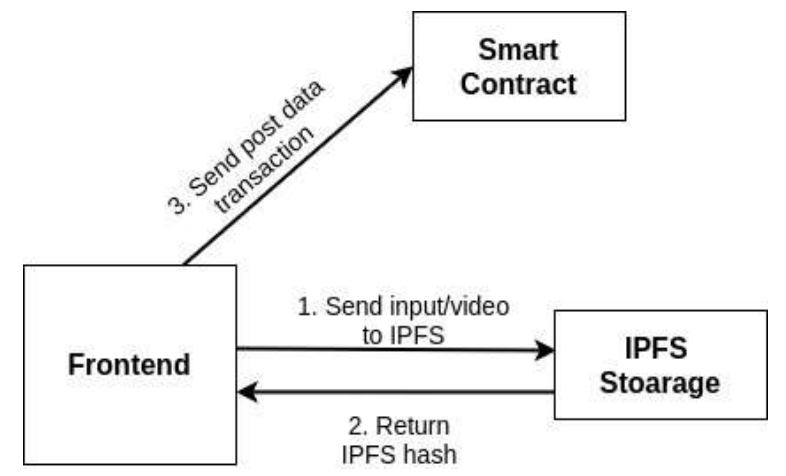 Smart
Contract
3. Send post data
transaction
1. Send input/video
to IPFS
Frontend
IPFS
Stoarage
2. Return
IPFS hash